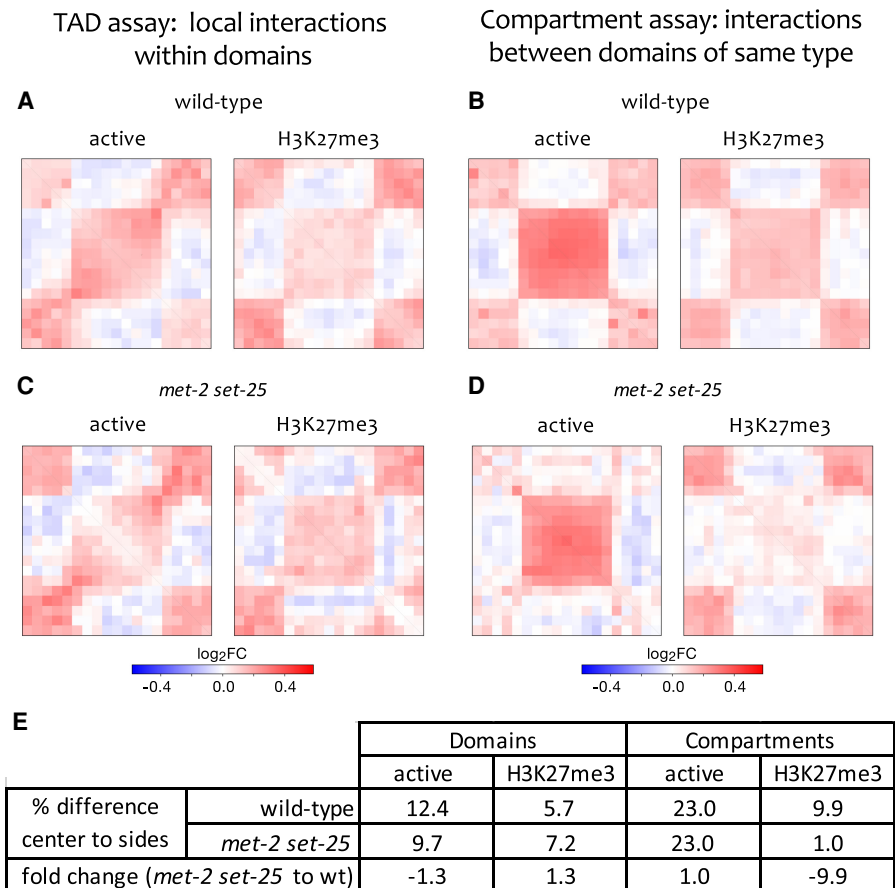 TAD assay: local interactions
within domains
Compartment assay: interactions
between domains of same type
A
wild-type
active H3K27me3
B
wild-type
active H3K27me3
C
met-2 set-25
active H3K27me3
D
met-2 set-25
active H3K27me3
log2FC
-0.4 0.0 0.4
log2FC
-0.4 0.0 0.4
E
Domains Compartments
active H3K27me3 active H3K27me3
% difference
center to sides
wild-type 12.4 5.7 23.0 9.9
met-2 set-25 9.7 7.2 23.0 1.0
fold change (met-2 set-25 to wt) -1.3 1.3 1.0 -9.9